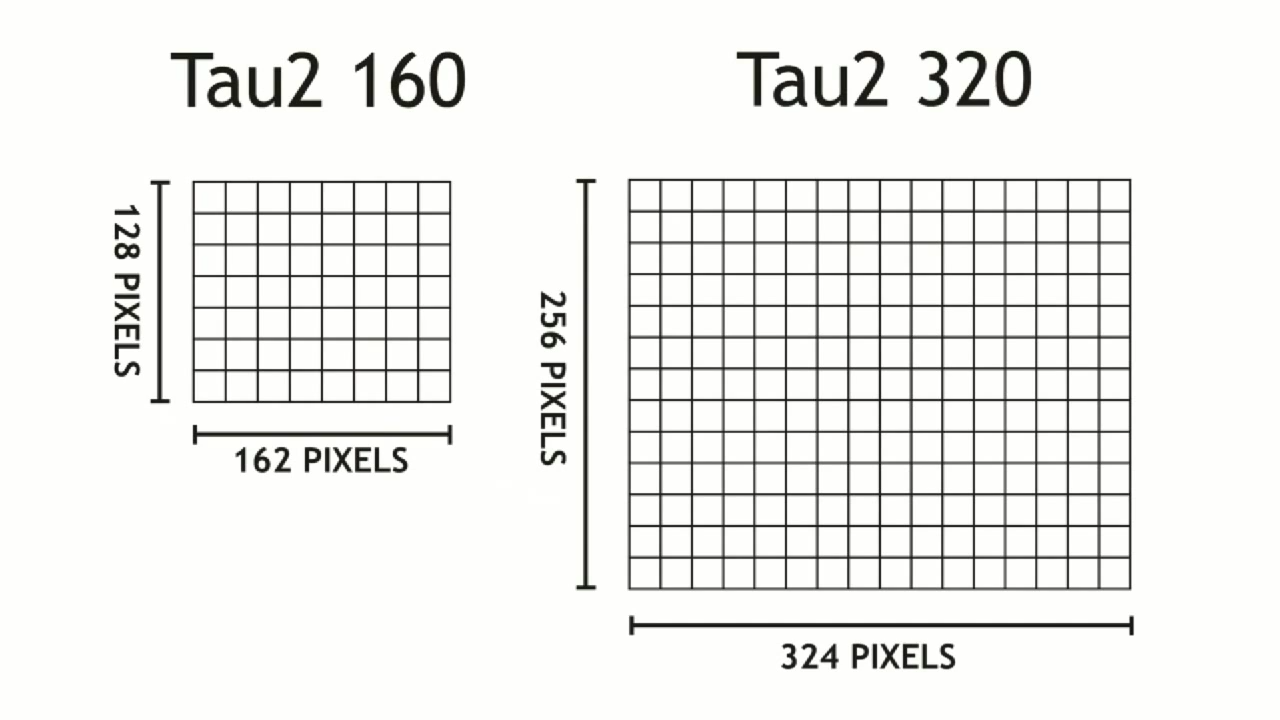 Tau2 160
128 PIXELS
162 PIXELS
Tau2 320
256 PIXELS
324 PIXELS